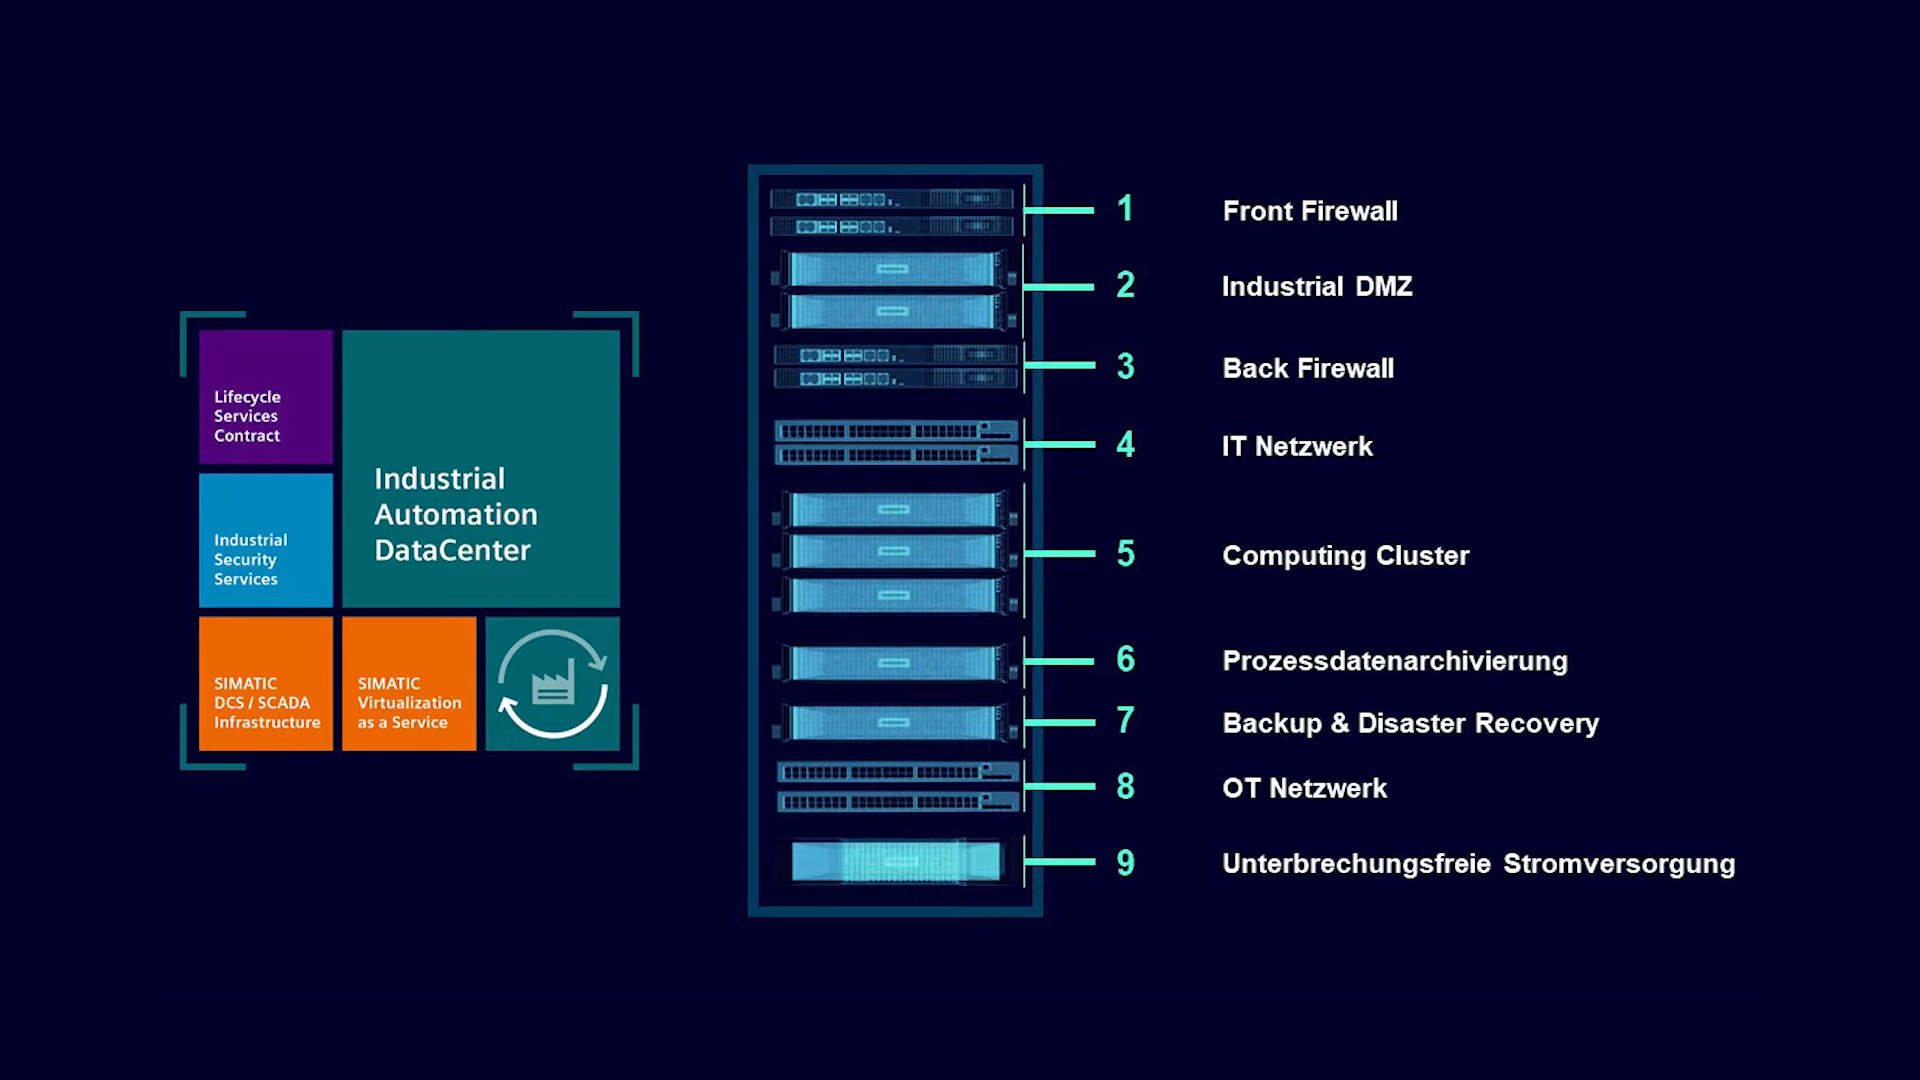 Lifecycle
Services
Contract
Industrial
Automation
DataCenter
Industrial
Security
Services
SIMATIC
DCS / SCADA
Infrastructure
SIMATIC
Virtualization
as a Service
1 Front Firewall
2 Industrial DMZ
3 Back Firewall
4 IT Netzwerk
5 Computing Cluster
6 Prozessdatenarchivierung
7 Backup & Disaster Recovery
8 OT Netzwerk
9 Unterbrechungsfreie Stromversorgung